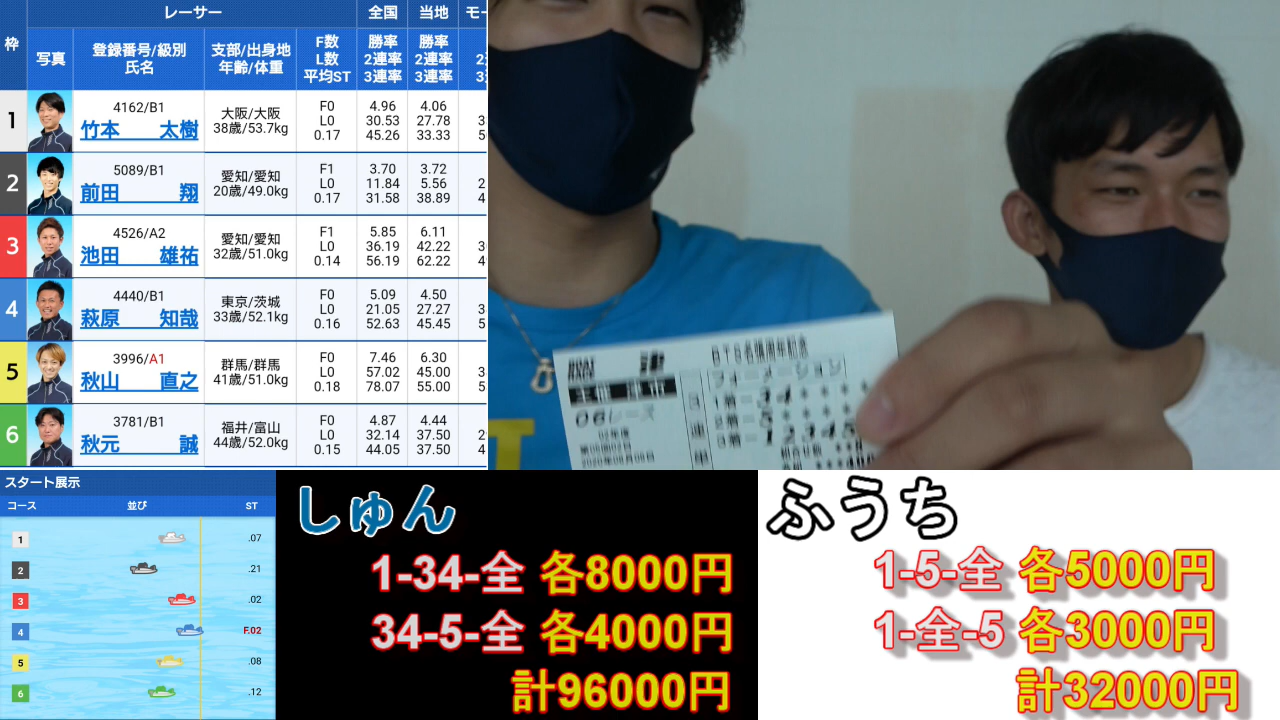 レーサー 全国 当地 モー
枠 写真 登録番号/級別 氏名 支部/出身地 年齢/体重 F数 L数 平均ST 勝率 2連率 3連率 勝率 2連率 3連率
1 4162/B1 竹本 太樹 大阪/大阪 38歳/53.7kg F0 L0 0.17 4.96 30.53 45.26 4.06 27.78 33.33
2 5089/B1 前田 翔 愛知/愛知 20歳/49.0kg F1 L0 0.17 3.70 11.84 31.58 3.72 5.56 38.89
3 4526/A2 池田 雄祐 愛知/愛知 32歳/51.0kg F1 L0 0.14 5.85 36.19 56.19 6.11 42.22 62.22
4 4440/B1 萩原 知哉 東京/茨城 33歳/52.1kg F0 L0 0.16 5.09 21.05 52.63 4.50 27.27 45.45
5 3996/A1 秋山 直之 群馬/群馬 41歳/51.0kg F0 L0 0.18 7.46 57.02 78.07 6.30 45.00 55.00
6 3781/B1 秋元 誠 福井/富山 44歳/52.0kg F0 L0 0.15 4.87 32.14 44.05 4.44 37.50 37.50
フォーメーション
06レース
スタート展示
コース 並び ST
1 .07
2 .21
3 .02
4 F.02
5 .08
6 .12
しゅん
1-34-全 各8000円
34-5-全 各4000円
計96000円
ふうち
1-5-全 各5000円
1-全-5 各3000円
計32000円